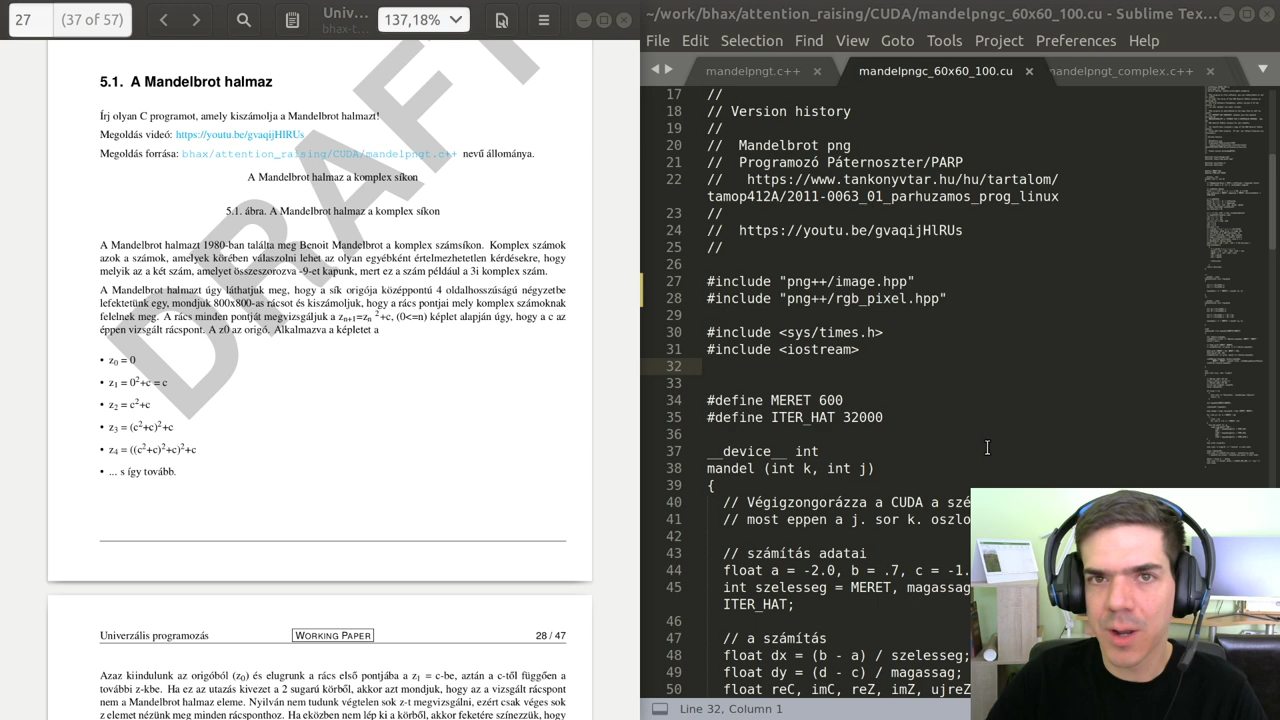 27 (37 of 57)
Univ…
bhax-t…
137,18%
DRAFT
5.1. A Mandelbrot halmaz
Írj olyan C programot, amely kiszámolja a Mandelbrot halmazt!
Megoldás videó: https://youtu.be/gvaqijHlRUs
Megoldás forrása: bhax/attention_raising/CUDA/mandelpngt.c++ nevű állománya.
A Mandelbrot halmaz a komplex síkon
5.1. ábra. A Mandelbrot halmaz a komplex síkon
A Mandelbrot halmazt 1980-ban találta meg Benoit Mandelbrot a komplex számsíkon. Komplex számok
azok a számok, amelyek körében válaszolni lehet az olyan egyébként értelmezhetetlen kérdésekre, hogy
melyik az a két szám, amelyet összeszorozva -9-et kapunk, mert ez a szám például a 3i komplex szám.
A Mandelbrot halmazt úgy láthatjuk meg, hogy a sík origója középpontú 4 oldalhosszúságú négyzetbe
lefektetünk egy, mondjuk 800x800-as rácsot és kiszámoljuk, hogy a rács pontjai mely komplex számoknak
felelnek meg. A rács minden pontját megvizsgáljuk a zn+1=zn 2+c, (0<=n) képlet alapján úgy, hogy a c az
éppen vizsgált rácspont. A z0 az origó. Alkalmazva a képletet a
• z0 = 0
• z1 = 02+c = c
• z2 = c2+c
• z3 = (c2+c)2+c
• z4 = ((c2+c)2+c)2+c
• ... s így tovább.
Univerzális programozás WORKING PAPER 28 / 47
Azaz kiindulunk az origóból (z0) és elugrunk a rács első pontjába a z1 = c-be, aztán a c-től függően a
további z-kbe. Ha ez az utazás kivezet a 2 sugarú körből, akkor azt mondjuk, hogy az a vizsgált rácspont
nem a Mandelbrot halmaz eleme. Nyilván nem tudunk végtelen sok z-t megvizsgálni, ezért csak véges sok
z elemet nézünk meg minden rácsponthoz. Ha eközben nem lép ki a körből, akkor feketére színezzük, hogy
~/work/bhax/attention_raising/CUDA/mandelpngc_60x60_100.cu - Sublime Tex…
File Edit Selection Find View Goto Tools Project Preferences Help
mandelpngt.c++ mandelpngc_60x60_100.cu mandelpngt_complex.c++
17 //
18 // Version history
19 //
20 // Mandelbrot png
21 // Programozó Páternoszter/PARP
22 // https://www.tankonyvtar.hu/hu/tartalom/
tamop412A/2011-0063_01_parhuzamos_prog_linux
23 //
24 // https://youtu.be/gvaqijHlRUs
25 //
26
27 #include "png++/image.hpp"
28 #include "png++/rgb_pixel.hpp"
29
30 #include <sys/times.h>
31 #include <iostream>
32
33
34 #define MERET 600
35 #define ITER_HAT 32000
36
37 __device__ int
38 mandel (int k, int j)
39 {
40 // Végigzongorázza a CUDA a szé
41 // most eppen a j. sor k. oszlo
42
43 // számítás adatai
44 float a = -2.0, b = .7, c = -1.
45 int szelesseg = MERET, magassag
ITER_HAT;
46
47 // a számítás
48 float dx = (b - a) / szelesseg;
49 float dy = (d - c) / magassag;
50 float reC, imC, reZ, imZ, ujreZ
Line 32, Column 1